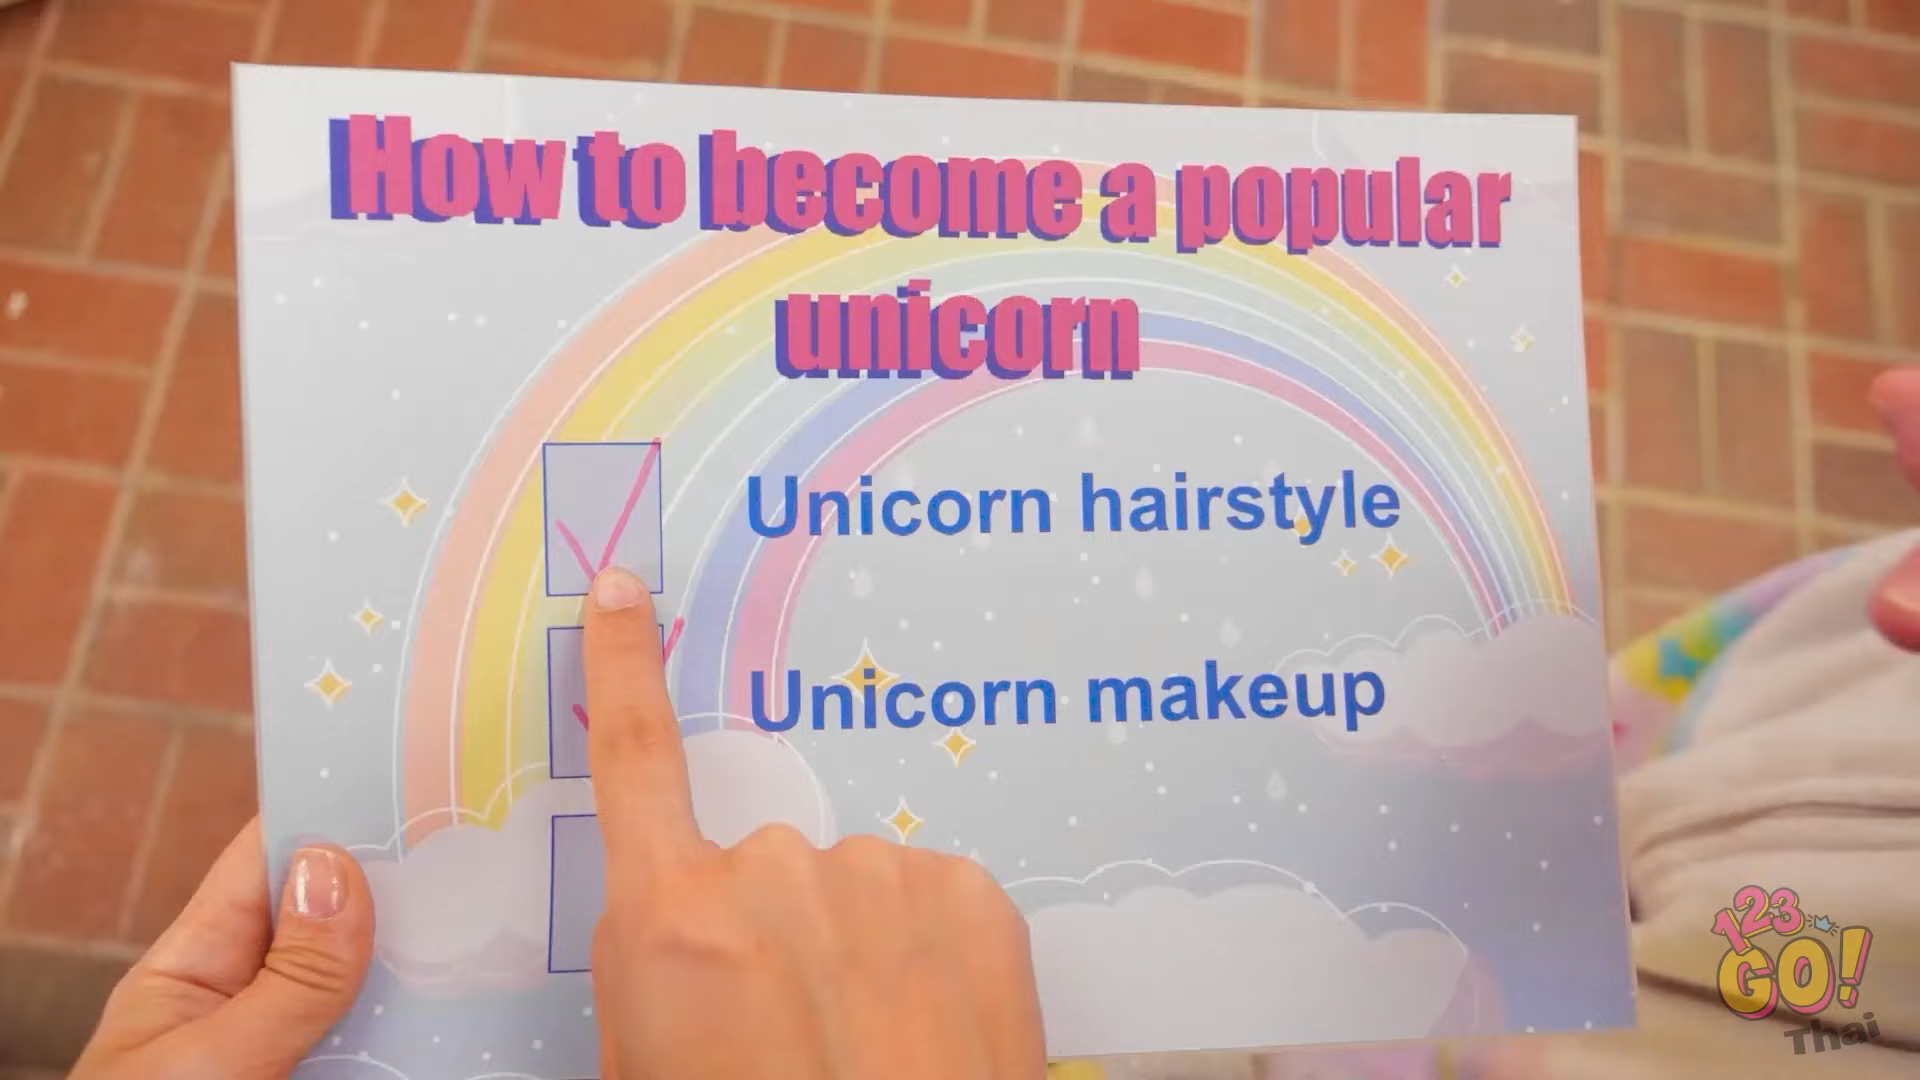 How to become a popular
unicorn
Unicorn hairstyle
Unicorn makeup
123
GO!
Thai